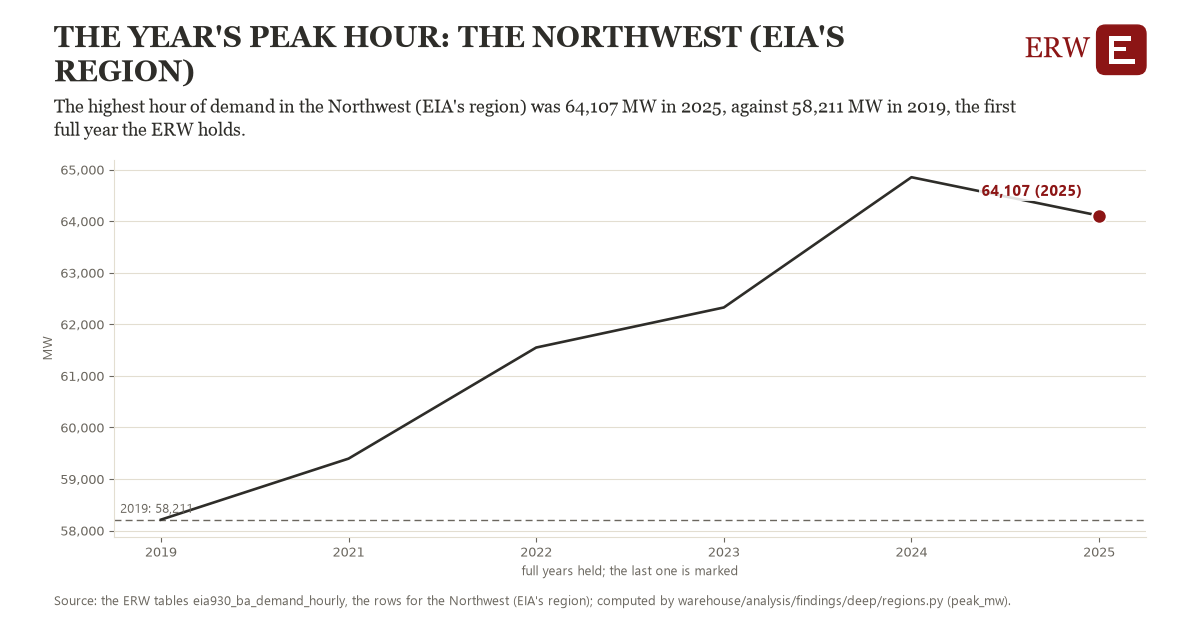 THE YEAR'S PEAK HOUR: THE NORTHWEST (EIA'S
REGION)
ERW E
The highest hour of demand in the Northwest (EIA's region) was 64,107 MW in 2025, against 58,211 MW in 2019, the first
full year the ERW holds.
65,000
64,000
63,000
62,000
61,000
60,000
59,000
58,000
MW
64,107 (2025)
2019: 58,211
2019 2021 2022 2023 2024 2025
full years held; the last one is marked
Source: the ERW tables eia930_ba_demand_hourly, the rows for the Northwest (EIA's region); computed by warehouse/analysis/findings/deep/regions.py (peak_mw).